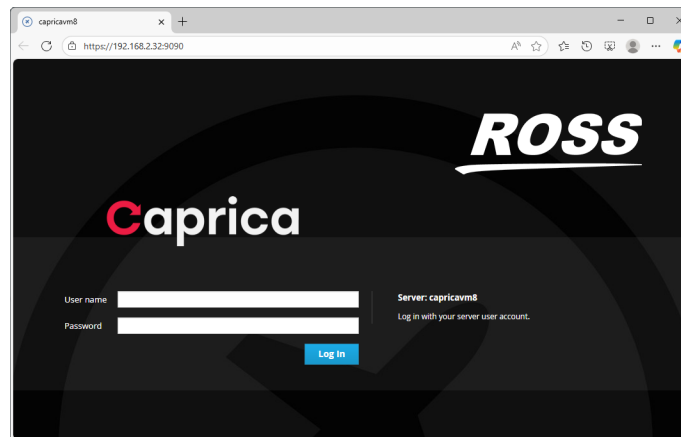 capricavm8
https://192.168.2.32:9090
ROSS
Caprica
User name
Password
Log In
Server: capricavm8
Log in with your server user account.